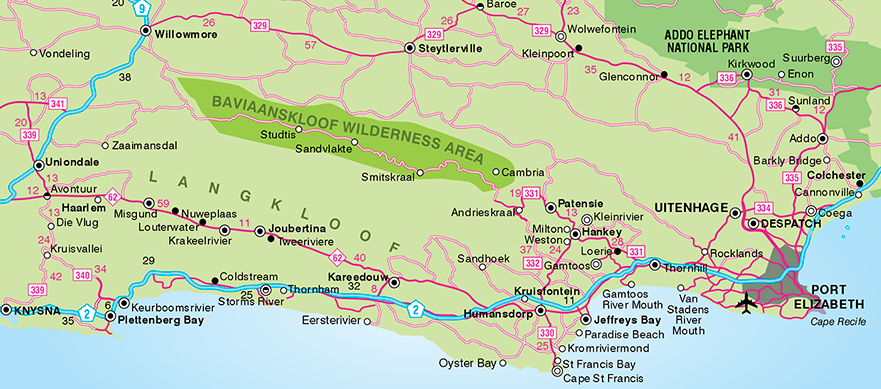 20
9
26
329
57
Willowmore
Vondeling
38
Steytlerville
26
329
Baroe
27
329
23
Wolwefontein
Kleinpoort
35
Glenconnor
12
ADDO ELEPHANT
NATIONAL PARK
Kirkwood
336
Suurberg
335
Enon
31
336
Sunland
12
Addo
41
335
Barkly Bridge
Colchester
Cannonville
13
341
20
339
Zaaimansdal
Uniondale
13
12
Avontuur
62
Haarlem
BAVIAANSKLOOF WILDERNESS AREA
Studtis
Sandvlakte
Smitskraal
Cambria
LANGKLOOF
59
Misgund
Nuweplaas
Louterwater
Krakeelrivier
11
Joubertina
Tweeriviere
62
40
13
Die Vlug
24
Kruisvallei
42
339
340
34
Andrieskraal
19
331
Patensie
13
Kleinrivier
Milton
Hankey
Weston
37
24
28
Loerie
331
332
Gamtoos
Thornhill
UITENHAGE
334
DESPATCH
Coega
Rocklands
PORT
ELIZABETH
Cape Recife
Sandhoek
Kareedouw
8
29
Coldstream
25
Storms River
Thornham
32
Eersterivier
2
Kruisfontein
11
Humansdorp
Gamtoos
River Mouth
Van
Stadens
River
Mouth
Jeffreys Bay
330
25
Paradise Beach
Kromriviermond
Oyster Bay
St Francis Bay
Cape St Francis
KNYSNA
35
2
6
Keurboomsrivier
Plettenberg Bay